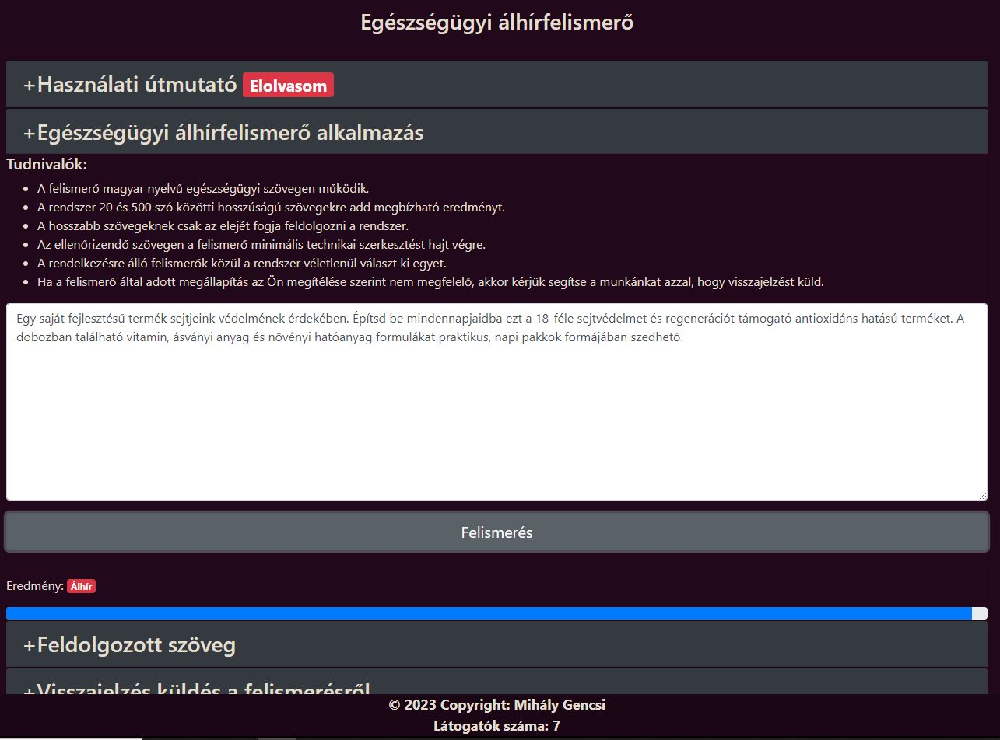 Egészségügyi álhírfelismerő
+Használati útmutató Elolvasom
+Egészségügyi álhírfelismerő alkalmazás
Tudnivalók:
• A felismerő magyar nyelvű egészségügyi szövegen működik.
• A rendszer 20 és 500 szó közötti hosszúságú szövegekre add megbízható eredményt.
• A hosszabb szövegeknek csak az elejét fogja feldolgozni a rendszer.
• Az ellenőrizendő szövegen a felismerő minimális technikai szerkesztést hajt végre.
• A rendelkezésre álló felismerők közül a rendszer véletlenül választ ki egyet.
• Ha a felismerő által adott megállapítás az Ön megítélése szerint nem megfelelő, akkor kérjük segítse a munkánkat azzal, hogy visszajelzést küld.
Egy saját fejlesztésű termék sejtjeink védelmének érdekében. Építsd be mindennapjaidba ezt a 18-féle sejtvédelmet és regenerációt támogató antioxidáns hatású terméket. A
dobozban található vitamin, ásványi anyag és növényi hatóanyag formulákat praktikus, napi pakkok formájában szedhető.
Felismerés
Eredmény: Álhír
+Feldolgozott szöveg
+Visszajelzés küldés a felismerésről
© 2023 Copyright: Mihály Gencsi
Látogatók száma: 7